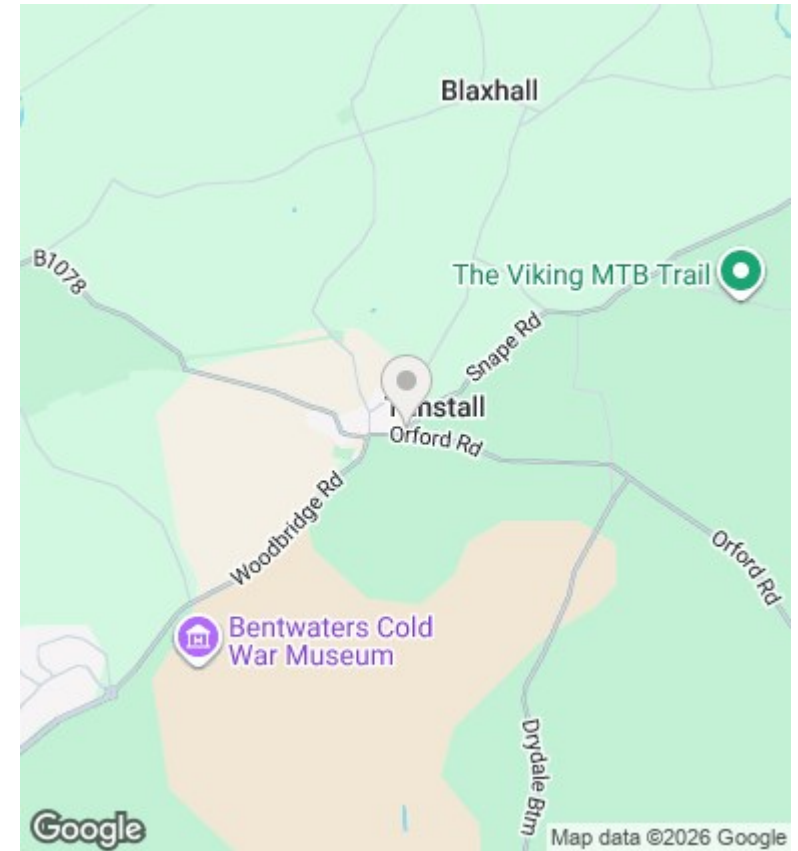 Blaxhall
B1078
The Viking MTB Trail
Snape Rd
Orford Rd
Woodbridge Rd
Orford Rd
Bentwaters Cold
War Museum
Drydale Btm
Google
Map data ©2026 Google